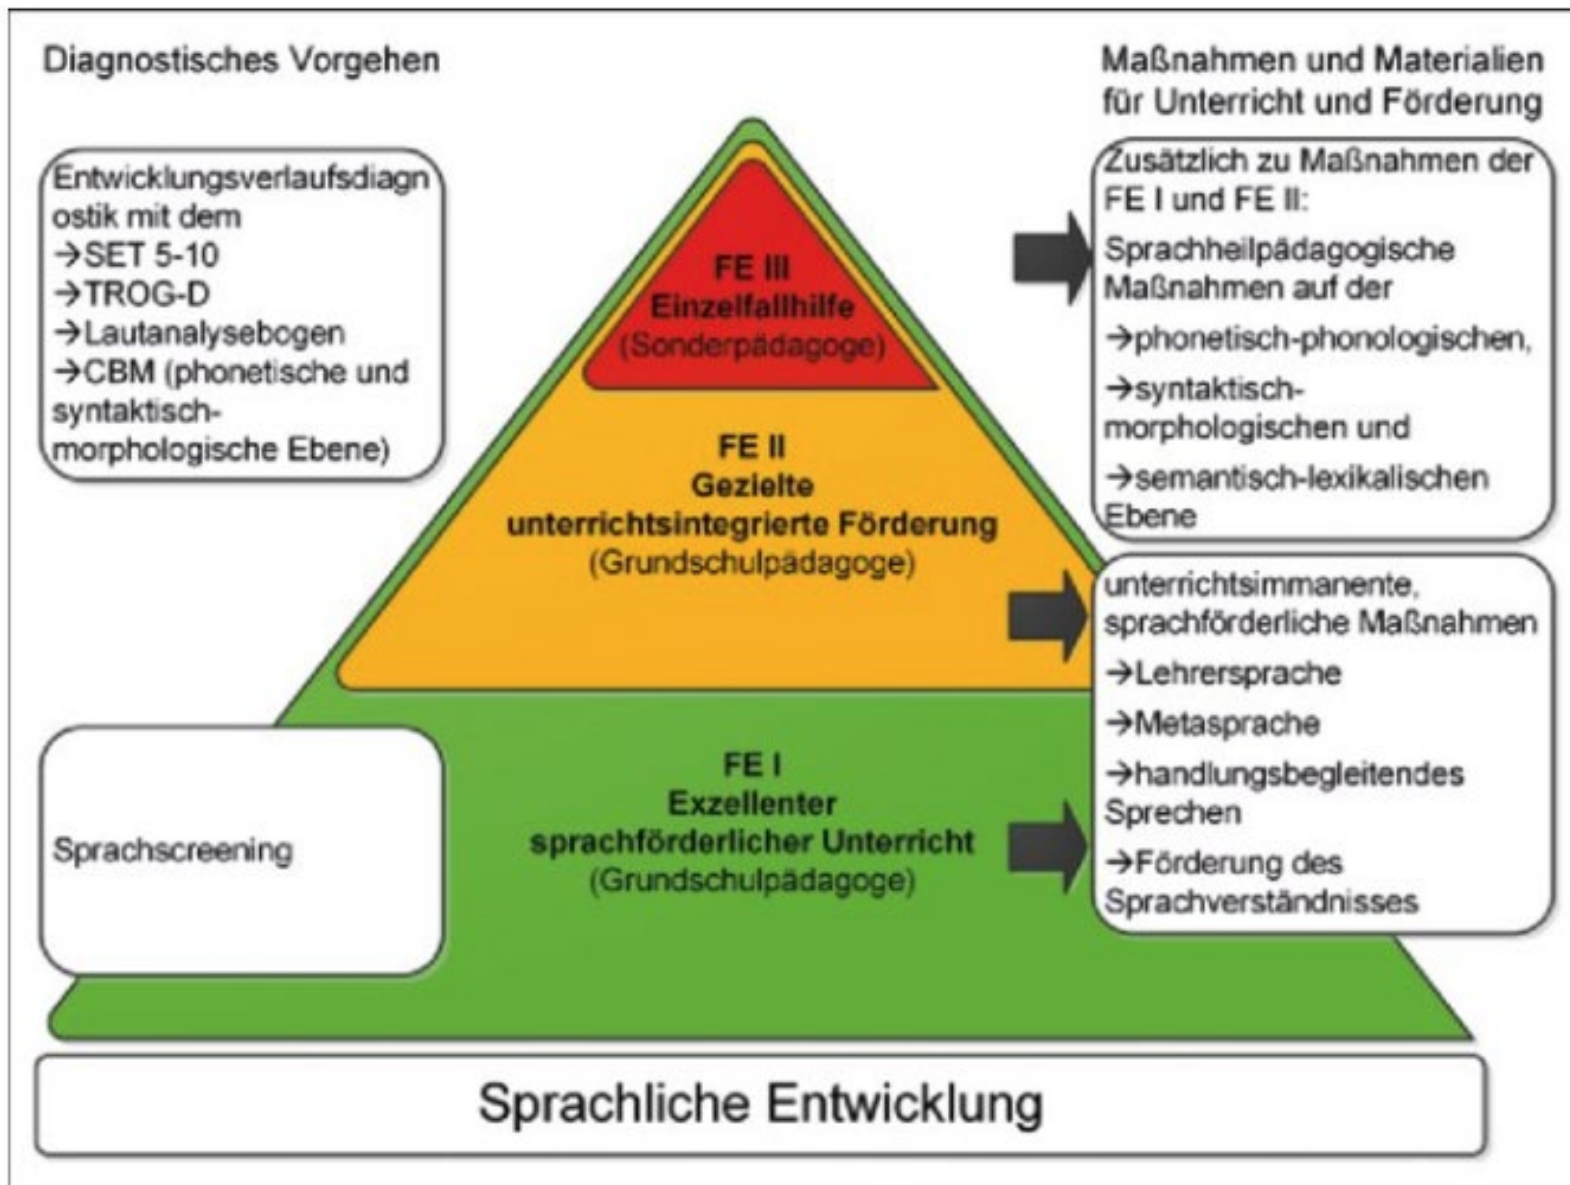 Diagnostisches Vorgehen
Entwicklungsverlaufsdiagn
ostik mit dem
→SET 5-10
→TROG-D
→Lautanalysebogen
→CBM (phonetische und
syntaktisch-
morphologische Ebene)
Sprachscreening
FE III
Einzelfallhilfe
(Sonderpädagoge)
FE II
Gezielte
unterrichtsintegrierte Förderung
(Grundschulpädagoge)
FE I
Exzellenter
sprachförderlicher Unterricht
(Grundschulpädagoge)
Maßnahmen und Materialien
für Unterricht und Förderung
Zusätzlich zu Maßnahmen der
FE I und FE II:
Sprachheilpädagogische
Maßnahmen auf der
→phonetisch-phonologischen,
→syntaktisch-
morphologischen und
→semantisch-lexikalischen
Ebene
unterrichtsimmanente,
sprachförderliche Maßnahmen
→Lehrersprache
→Metasprache
→handlungsbegleitendes
Sprechen
→Förderung des
Sprachverständnisses
Sprachliche Entwicklung